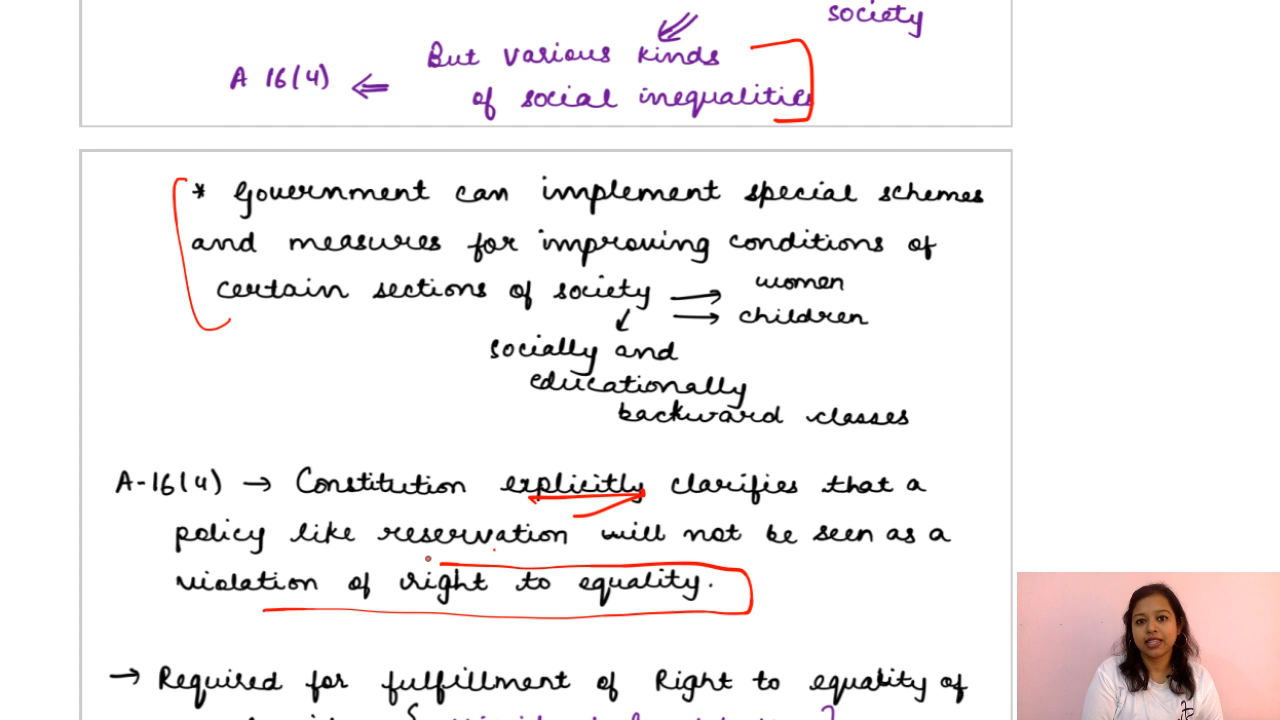 society
But various kinds
A 16(4) of social inequalities
* Government can implement special schemes
and measures for improving conditions of
certain sections of society
women
children
socially and
educationally
backward classes
A-16(4) → Constitution explicitly clarifies that a
policy like reservation will not be seen as a
violation of right to equality.
→ Required for fulfillment of Right to equality of